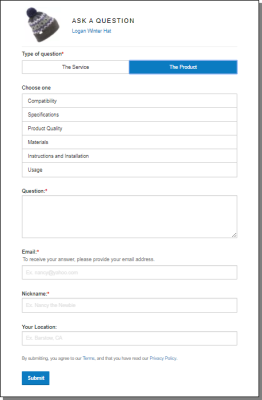 ASK A QUESTION
Logan Winter Hat
Type of question*
The Service
The Product
Choose one
Compatibility
Specifications
Product Quality
Materials
Instructions and Installation
Usage
Question:*
Email:*
To receive your answer, please provide your email address.
Ex. nancy@yahoo.com
Nickname:*
Ex. Nancy the Newbie
Your Location:
Ex. Sunrise, CA
By submitting, you agree to our Terms, and that you have read our Privacy Policy.
Submit